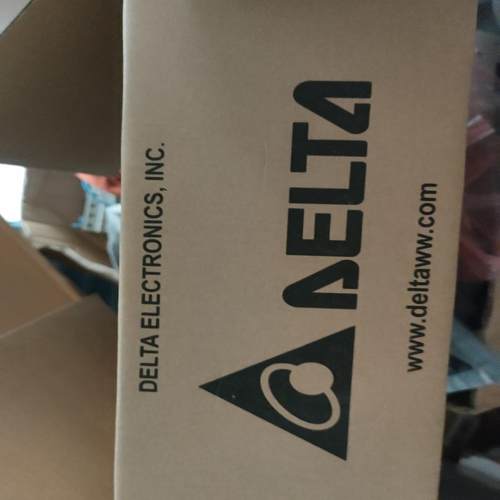 DELTA ELECTRONICS, INC.
DELTA
www.deltaww.com